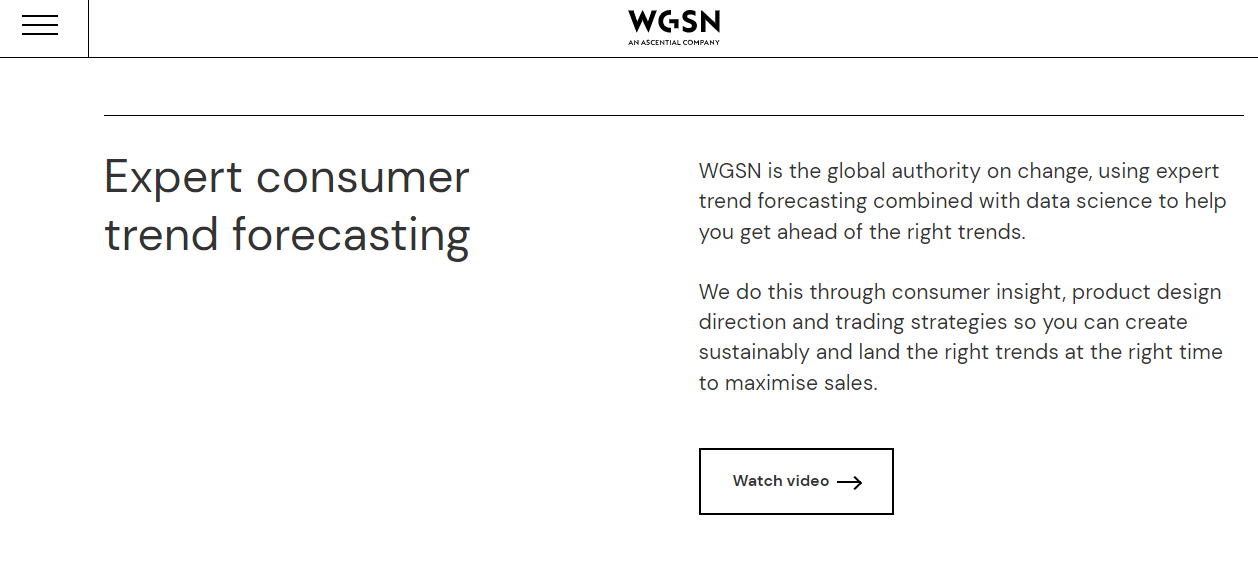 WGSN
AN ASCENTIAL COMPANY
Expert consumer
trend forecasting
WGSN is the global authority on change, using expert
trend forecasting combined with data science to help
you get ahead of the right trends.
We do this through consumer insight, product design
direction and trading strategies so you can create
sustainably and land the right trends at the right time
to maximise sales.
Watch video